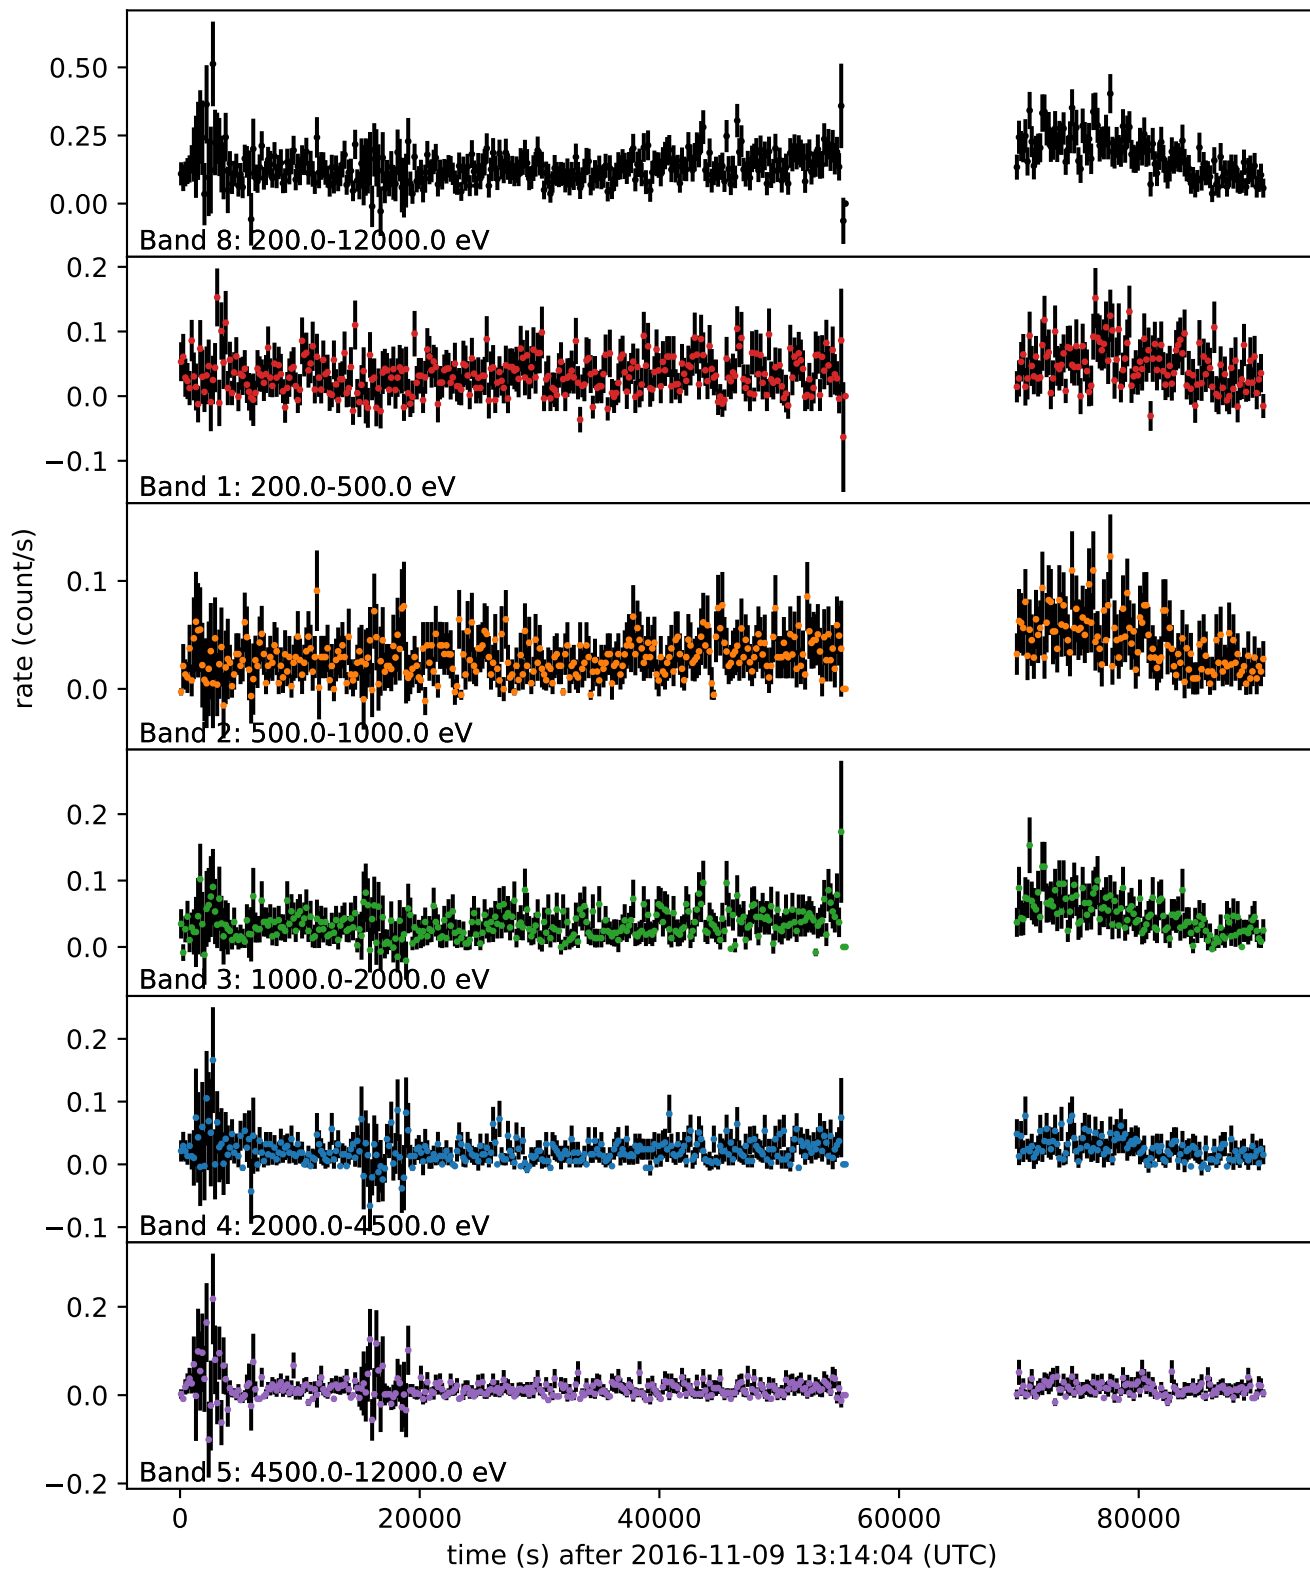 0.50
0.25
0.00
Band 8: 200.0-12000.0 eV
0.2
0.1
0.0
−0.1
Band 1: 200.0-500.0 eV
rate (count/s)
0.1
0.0
Band 2: 500.0-1000.0 eV
0.2
0.1
0.0
Band 3: 1000.0-2000.0 eV
0.2
0.1
0.0
−0.1
Band 4: 2000.0-4500.0 eV
0.2
0.0
−0.2
Band 5: 4500.0-12000.0 eV
0 20000 40000 60000 80000
time (s) after 2016-11-09 13:14:04 (UTC)